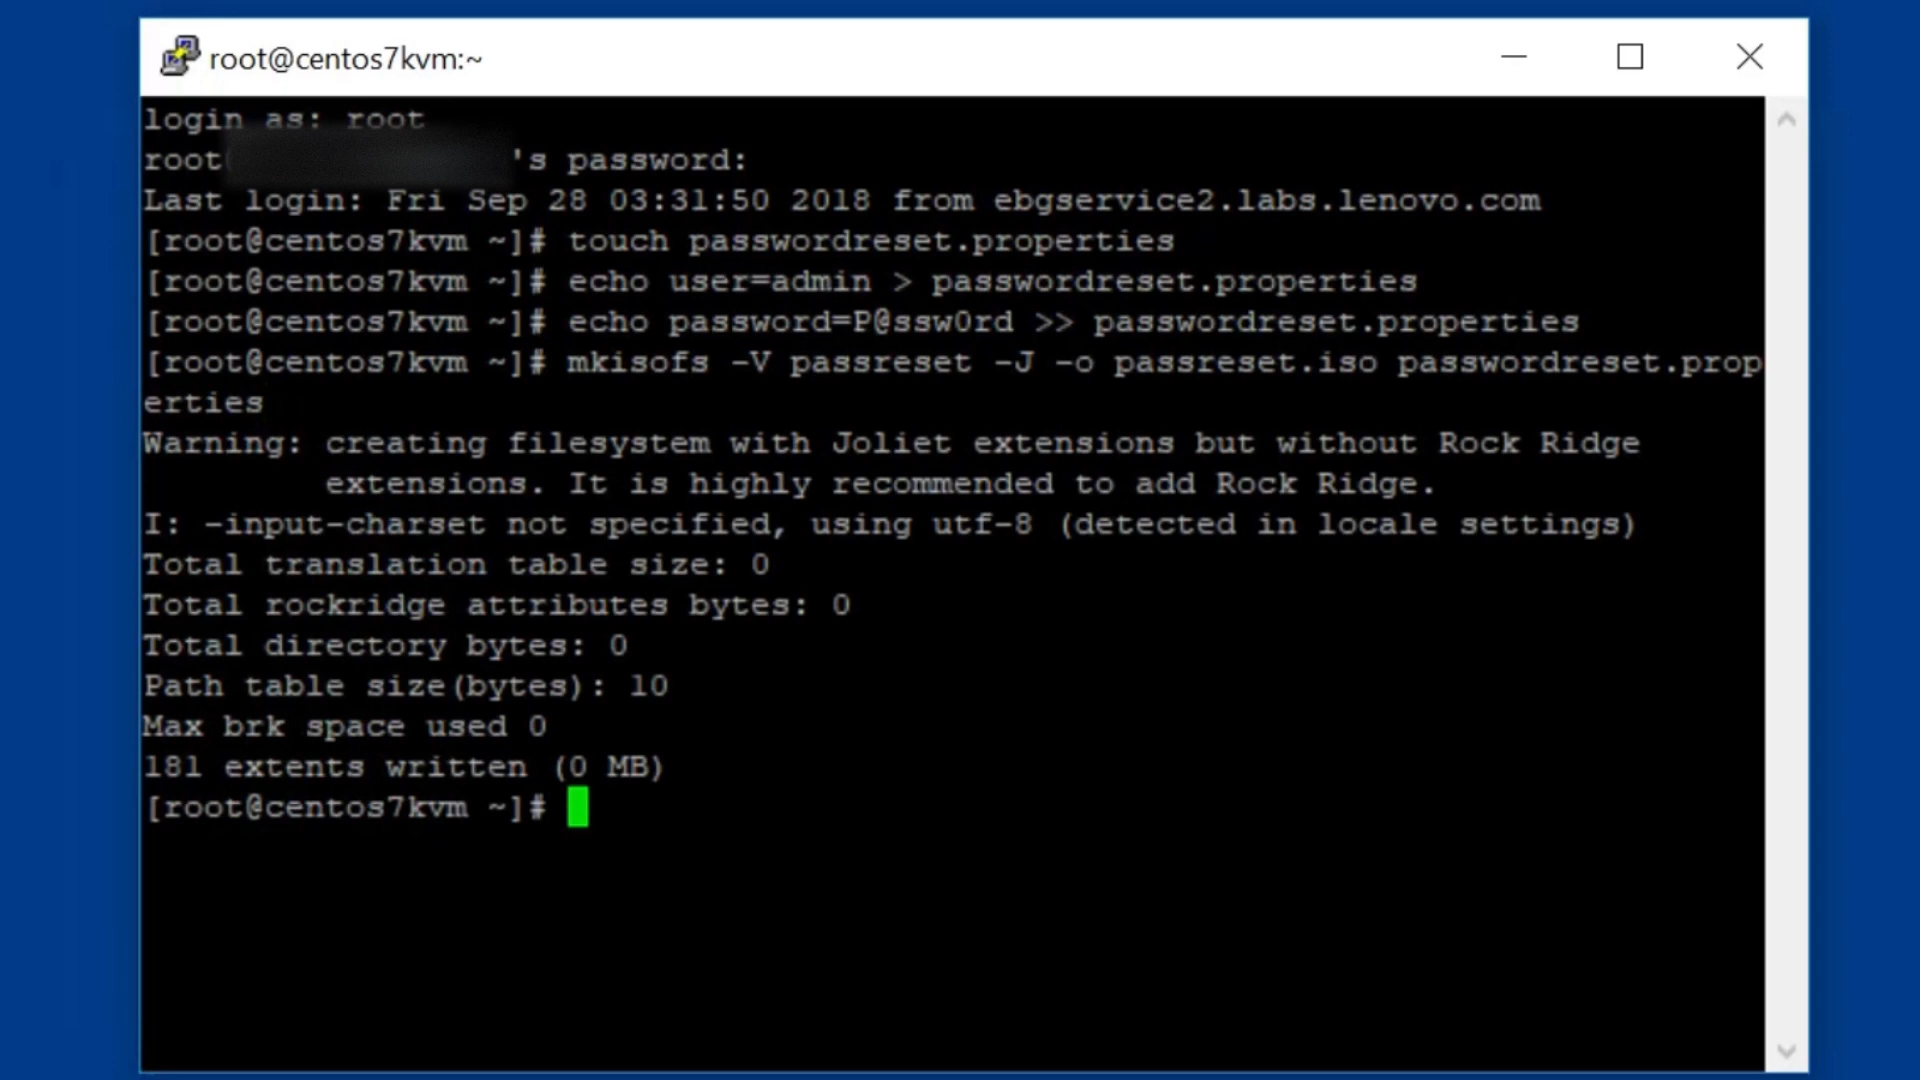 root@centos7kvm:~
login as: root
root 's password:
Last login: Fri Sep 28 03:31:50 2018 from ebgservice2.labs.lenovo.com
[root@centos7kvm ~]# touch passwordreset.properties
[root@centos7kvm ~]# echo user=admin > passwordreset.properties
[root@centos7kvm ~]# echo password=P@ssw0rd >> passwordreset.properties
[root@centos7kvm ~]# mkisofs -V passreset -J -o passreset.iso passwordreset.prop
erties
Warning: creating filesystem with Joliet extensions but without Rock Ridge
extensions. It is highly recommended to add Rock Ridge.
I: -input-charset not specified, using utf-8 (detected in locale settings)
Total translation table size: 0
Total rockridge attributes bytes: 0
Total directory bytes: 0
Path table size(bytes): 10
Max brk space used 0
181 extents written (0 MB)
[root@centos7kvm ~]#